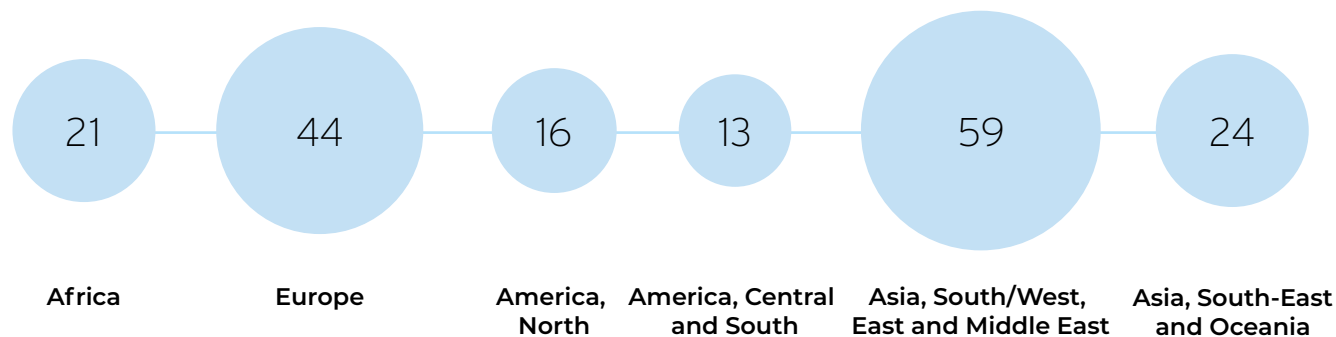 21
44
16
13
59
24
Africa
Europe
America,
North
America, Central
and South
Asia, South/West,
East and Middle East
Asia, South-East
and Oceania